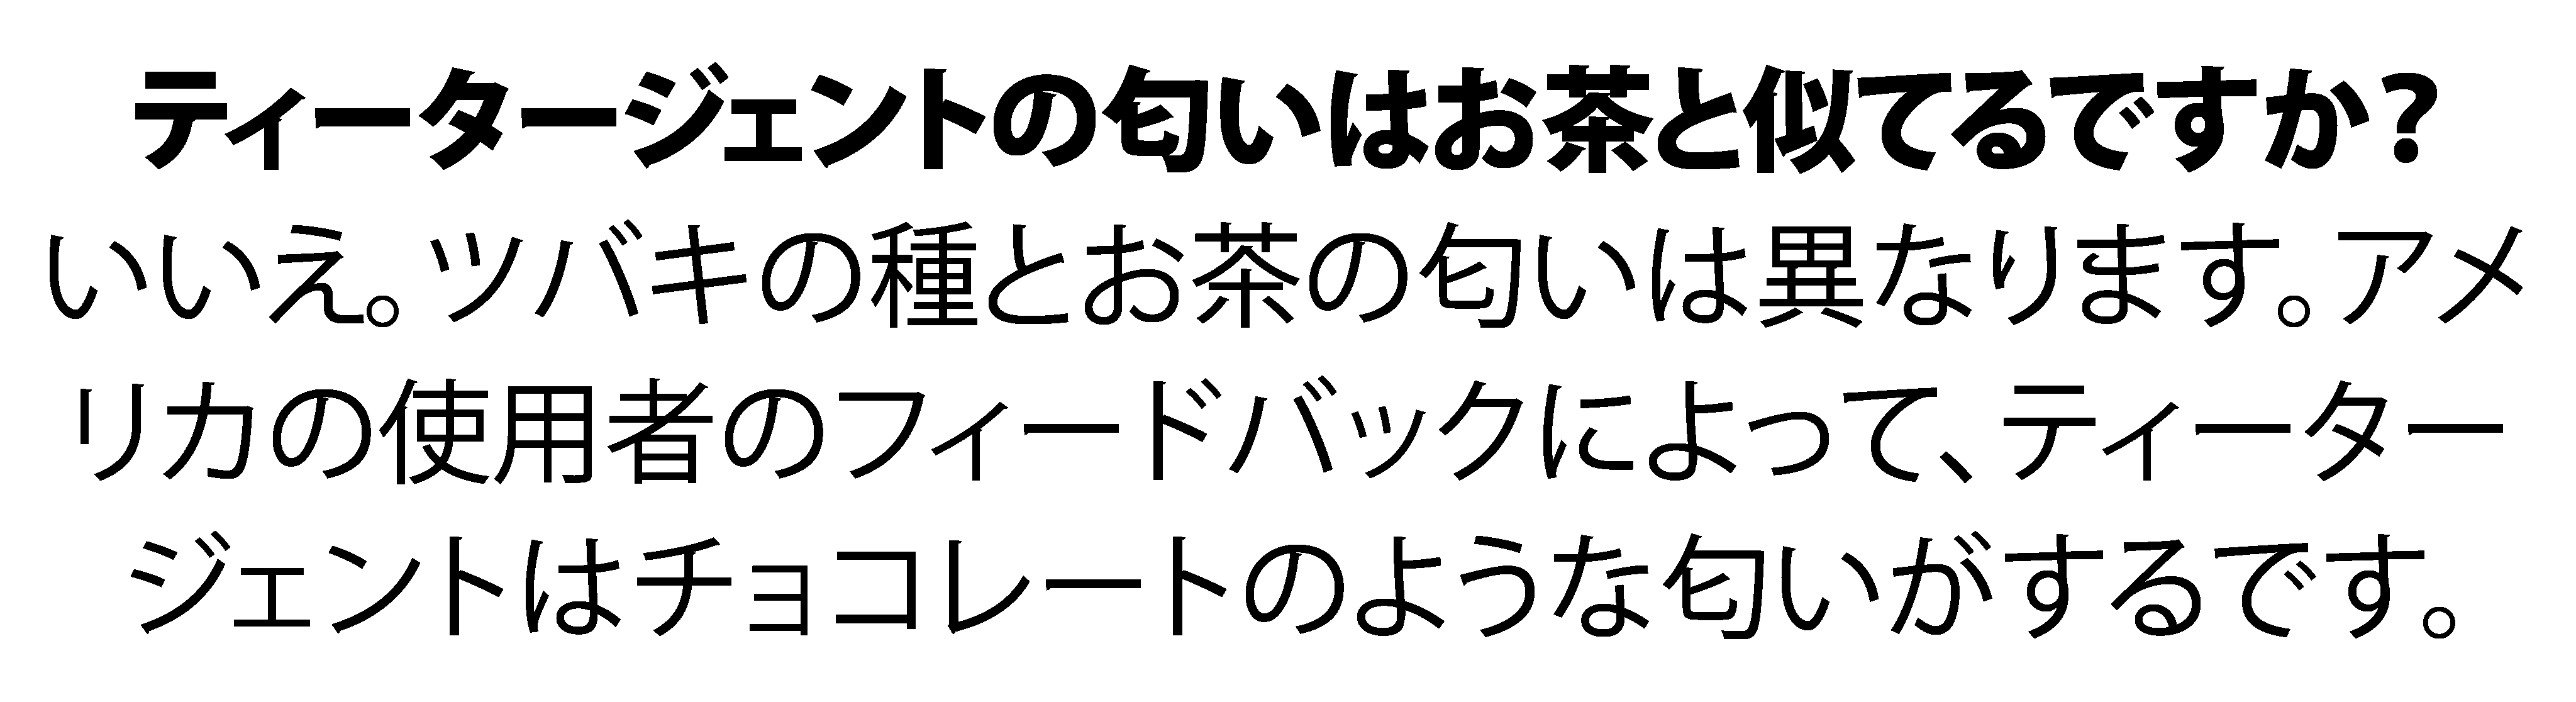 ティータージェントの匂いはお茶と似てるですか？
いいえ。ツバキの種とお茶の匂いは異なります。アメ
リカの使用者のフィードバックによって、ティーター
ジェントはチョコレートのような匂いがするです。